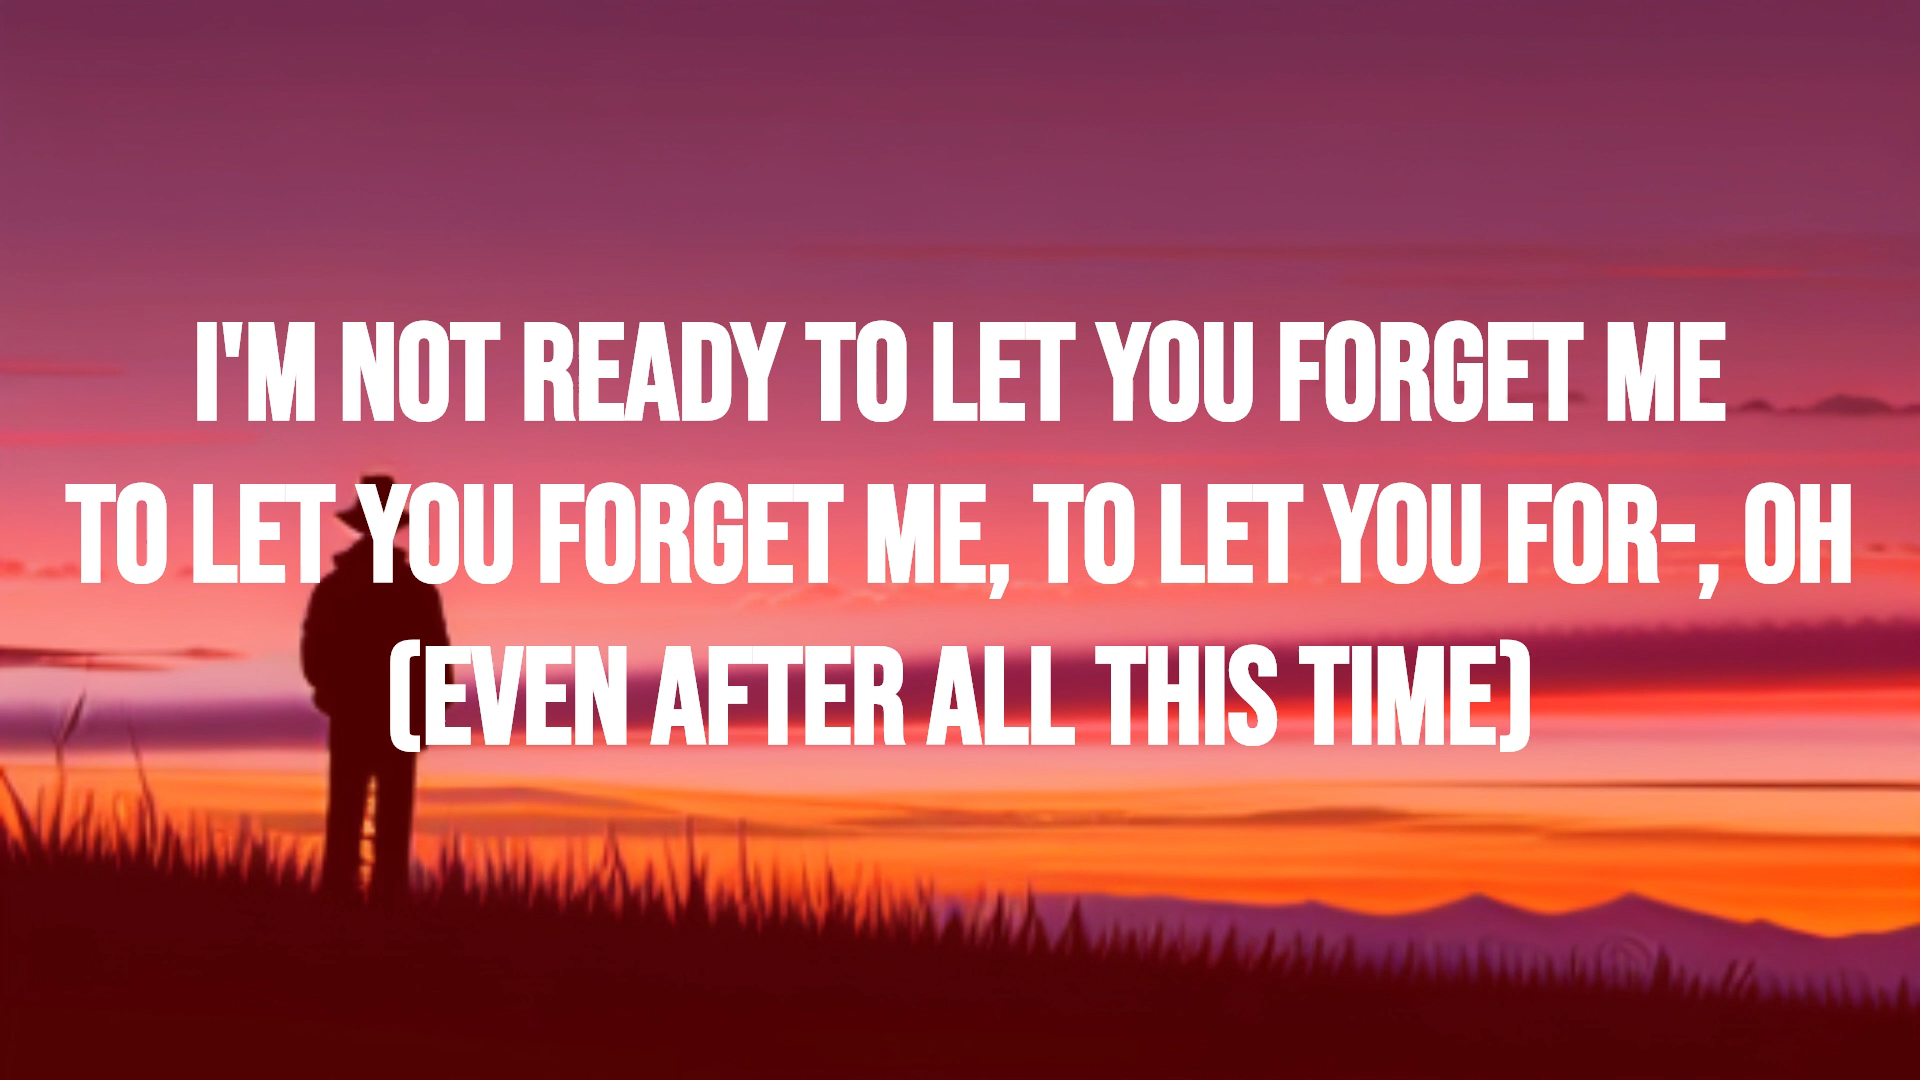 I'M NOT READY TO LET YOU FORGET ME
TO LET YOU FORGET ME, TO LET YOU FOR-, OH
(EVEN AFTER ALL THIS TIME)